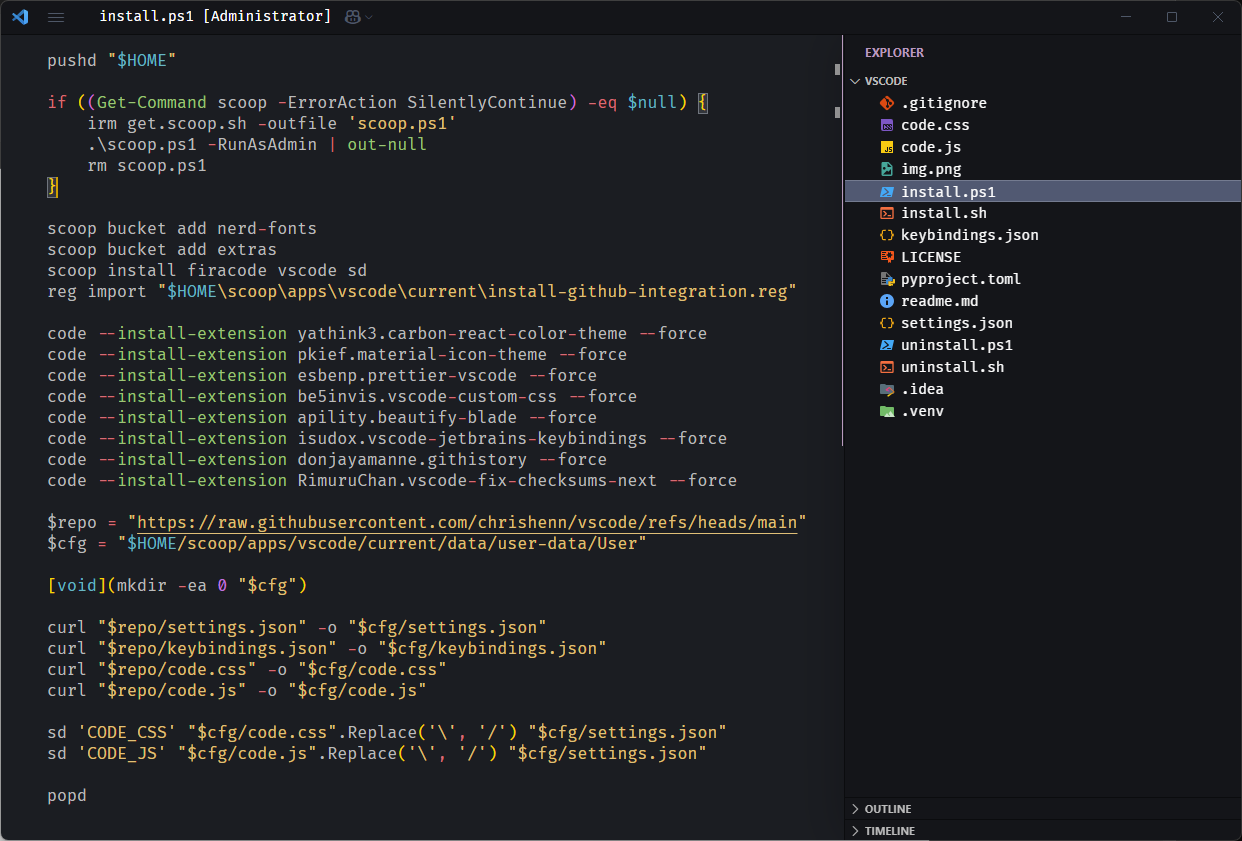 install.ps1 [Administrator]
pushd "$HOME"
if ((Get-Command scoop -ErrorAction SilentlyContinue) -eq $null) {
    irm get.scoop.sh -outfile 'scoop.ps1'
    .\scoop.ps1 -RunAsAdmin | out-null
    rm scoop.ps1
}
scoop bucket add nerd-fonts
scoop bucket add extras
scoop install firacode vscode sd
reg import "$HOME\scoop\apps\vscode\current\install-github-integration.reg"
code --install-extension yathink3.carbon-react-color-theme --force
code --install-extension pkief.material-icon-theme --force
code --install-extension esbenp.prettier-vscode --force
code --install-extension be5invis.vscode-custom-css --force
code --install-extension apility.beautify-blade --force
code --install-extension isudox.vscode-jetbrains-keybindings --force
code --install-extension donjayamanne.githistory --force
code --install-extension RimuruChan.vscode-fix-checksums-next --force
$repo = "https://raw.githubusercontent.com/chrishenn/vscode/refs/heads/main"
$cfg = "$HOME/scoop/apps/vscode/current/data/user-data/User"
[void](mkdir -ea 0 "$cfg")
curl "$repo/settings.json" -o "$cfg/settings.json"
curl "$repo/keybindings.json" -o "$cfg/keybindings.json"
curl "$repo/code.css" -o "$cfg/code.css"
curl "$repo/code.js" -o "$cfg/code.js"
sd 'CODE_CSS' "$cfg/code.css".Replace('\', '/') "$cfg/settings.json"
sd 'CODE_JS' "$cfg/code.js".Replace('\', '/') "$cfg/settings.json"
popd
EXPLORER
VSCODE
.gitignore
code.css
code.js
img.png
install.ps1
install.sh
keybindings.json
LICENSE
pyproject.toml
readme.md
settings.json
uninstall.ps1
uninstall.sh
.idea
.venv
OUTLINE
TIMELINE